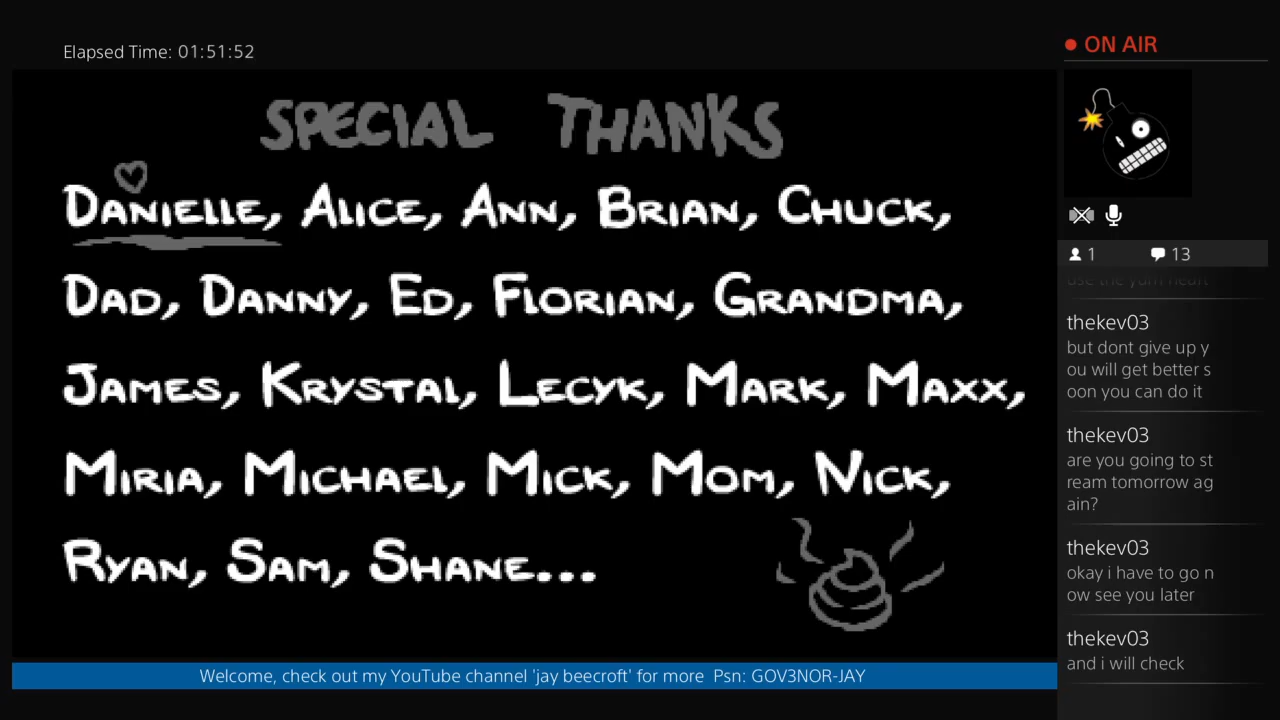 Elapsed Time: 01:51:52
SPECIAL THANKS
DANIELLE, ALICE, ANN, BRIAN, CHUCK,
DAD, DANNY, ED, FLORIAN, GRANDMA,
JAMES, KRYSTAL, LECYK, MARK, MAXX,
MIRIA, MICHAEL, MICK, MOM, NICK,
RYAN, SAM, SHANE...
Welcome, check out my YouTube channel 'jay beecroft' for more Psn: GOV3NOR-JAY
ON AIR
1 13
use the yum heart
thekev03
but dont give up y
ou will get better s
oon you can do it
thekev03
are you going to st
ream tomorrow ag
ain?
thekev03
okay i have to go n
ow see you later
thekev03
and i will check